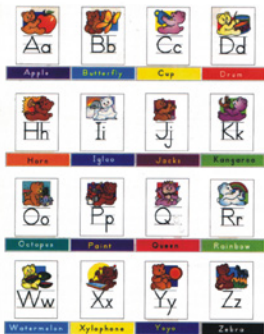 Aa Bb Cc Dd
Apple Butterfly Cup Drum
Hh Ii Jj Kk
Horn Igloo Jacks Kangaroo
Oo Pp Qq Rr
Octopus Paint Queen Rainbow
Ww Xx Yy Zz
Watermelon Xylophone Yoyo Zebra